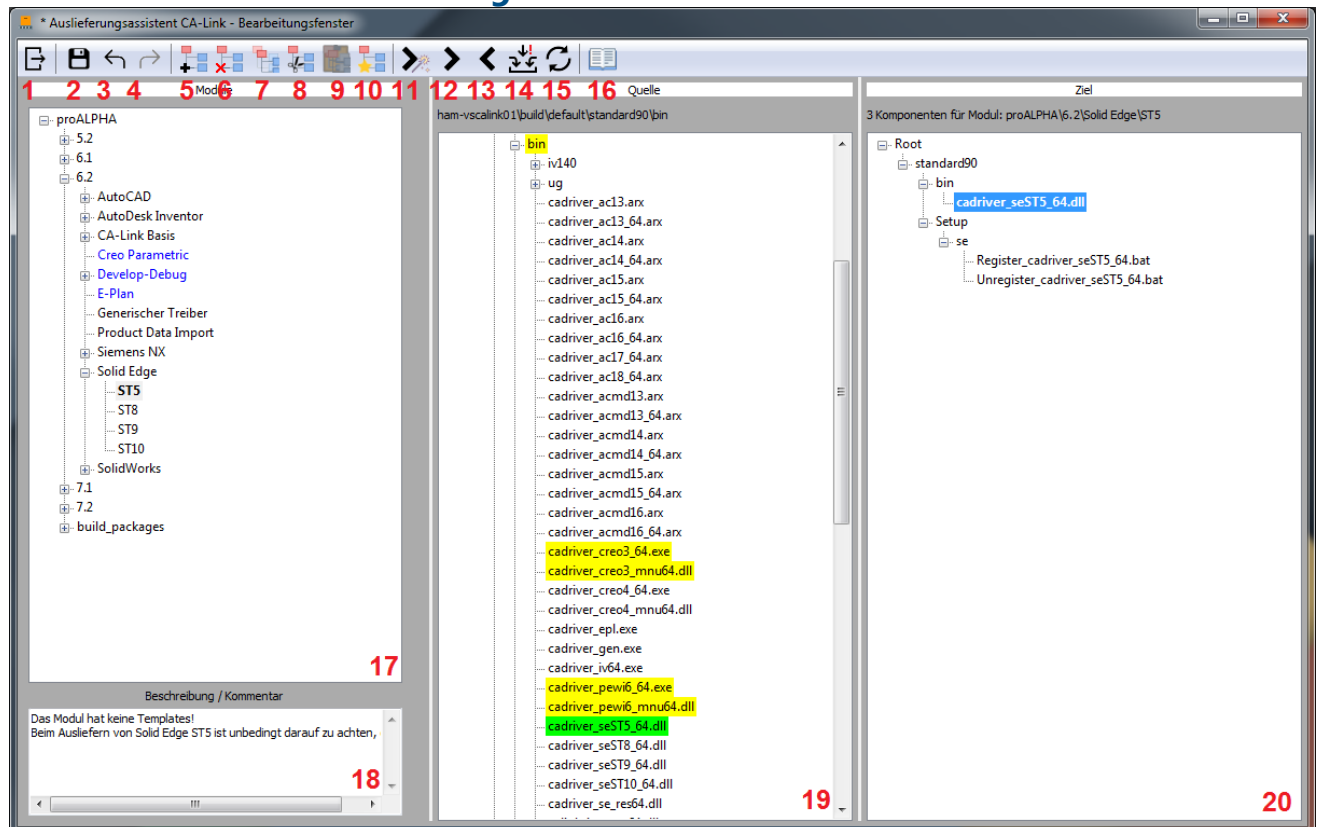 * Auslieferungsassistent CA-Link - Bearbeitungsfenster
1 2 3 4 5 6 7 8 9 10 11 12 13 14 15 16
Module
Quelle
Ziel
proALPHA
5.2
6.1
6.2
AutoCAD
AutoDesk Inventor
CA-Link Basis
Creo Parametric
Develop-Debug
E-Plan
Generischer Treiber
Product Data Import
Siemens NX
Solid Edge
ST5
ST8
ST9
ST10
SolidWorks
7.1
7.2
build_packages
17
Beschreibung / Kommentar
Das Modul hat keine Templates!
Beim Ausliefern von Solid Edge ST5 ist unbedingt darauf zu achten,
18
ham-vscalink01\build\default\standard90\bin
bin
iv140
ug
cadriver_ac13.arx
cadriver_ac13_64.arx
cadriver_ac14.arx
cadriver_ac14_64.arx
cadriver_ac15.arx
cadriver_ac15_64.arx
cadriver_ac16.arx
cadriver_ac16_64.arx
cadriver_ac17_64.arx
cadriver_ac18_64.arx
cadriver_acmd13.arx
cadriver_acmd13_64.arx
cadriver_acmd14.arx
cadriver_acmd14_64.arx
cadriver_acmd15.arx
cadriver_acmd15_64.arx
cadriver_acmd16.arx
cadriver_acmd16_64.arx
cadriver_creo3_64.exe
cadriver_creo3_mnu64.dll
cadriver_creo4_64.exe
cadriver_creo4_mnu64.dll
cadriver_epl.exe
cadriver_gen.exe
cadriver_iv64.exe
cadriver_pewi6_64.exe
cadriver_pewi6_mnu64.dll
cadriver_seST5_64.dll
cadriver_seST8_64.dll
cadriver_seST9_64.dll
cadriver_seST10_64.dll
cadriver_se_res64.dll
19
3 Komponenten für Modul: proALPHA\6.2\Solid Edge\ST5
Root
standard90
bin
cadriver_seST5_64.dll
Setup
se
Register_cadriver_seST5_64.bat
Unregister_cadriver_seST5_64.bat
20